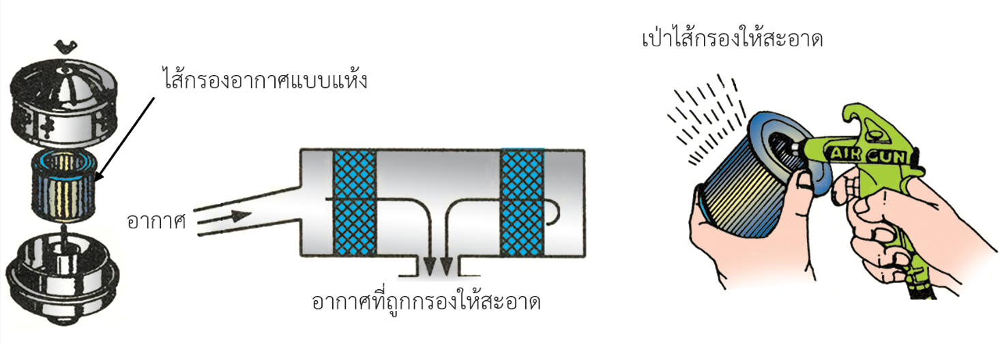 เป่าไส้กรองให้สะอาด
ไส้กรองอากาศแบบแห้ง
AIR GUN
อากาศ
อากาศที่ถูกกรองให้สะอาด